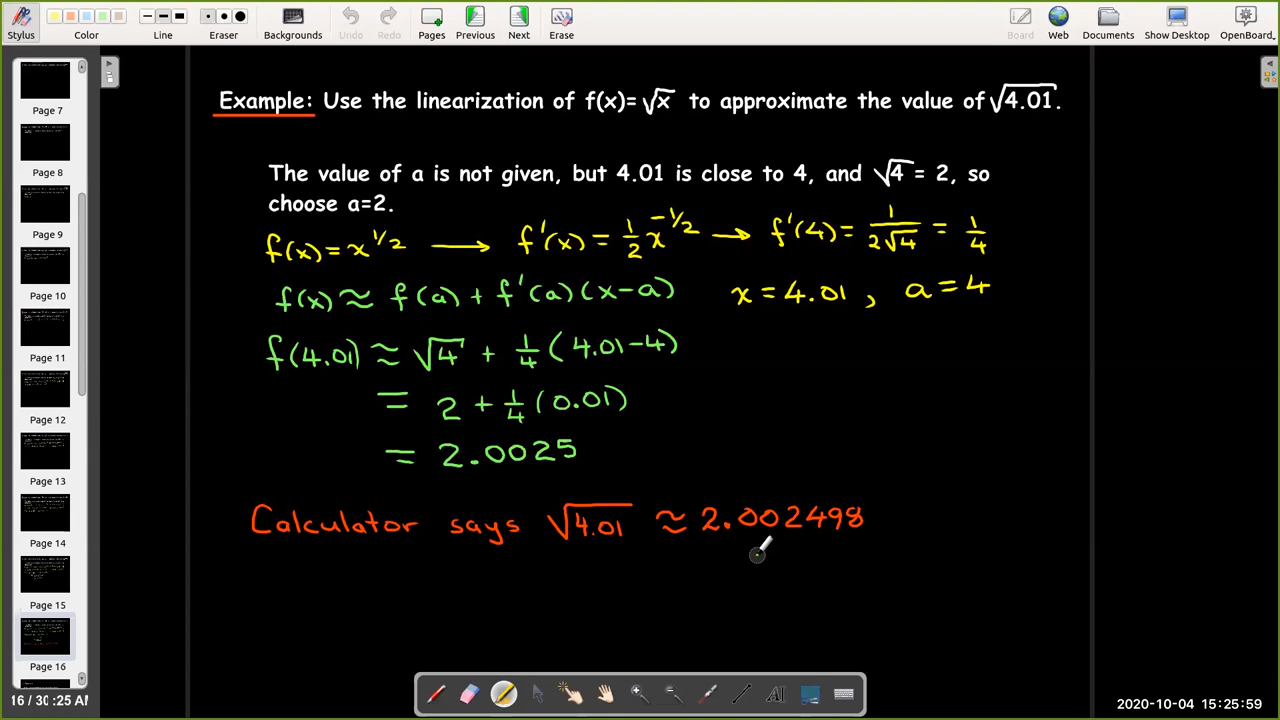 Stylus
Color
Line
Eraser
Backgrounds
Undo
Redo
Pages
Previous
Next
Erase
Board
Web
Documents
Show Desktop
OpenBoard
Page 7
Page 8
Page 9
Page 10
Page 11
Page 12
Page 13
Page 14
Page 15
Page 16
16 / 30:25 AM
Example: Use the linearization of f(x)=√x to approximate the value of √4.01.
The value of a is not given, but 4.01 is close to 4, and √4 = 2, so
choose a=2.
f(x) = x^1/2 → f'(x) = 1/2 x^-1/2 → f'(4) = 1/(2√4) = 1/4
f(x) ≈ f(a) + f'(a)(x-a) x = 4.01, a = 4
f(4.01) ≈ √4 + 1/4 (4.01-4)
= 2 + 1/4 (0.01)
= 2.0025
Calculator says √4.01 ≈ 2.002498
AI
2020-10-04 15:25:59